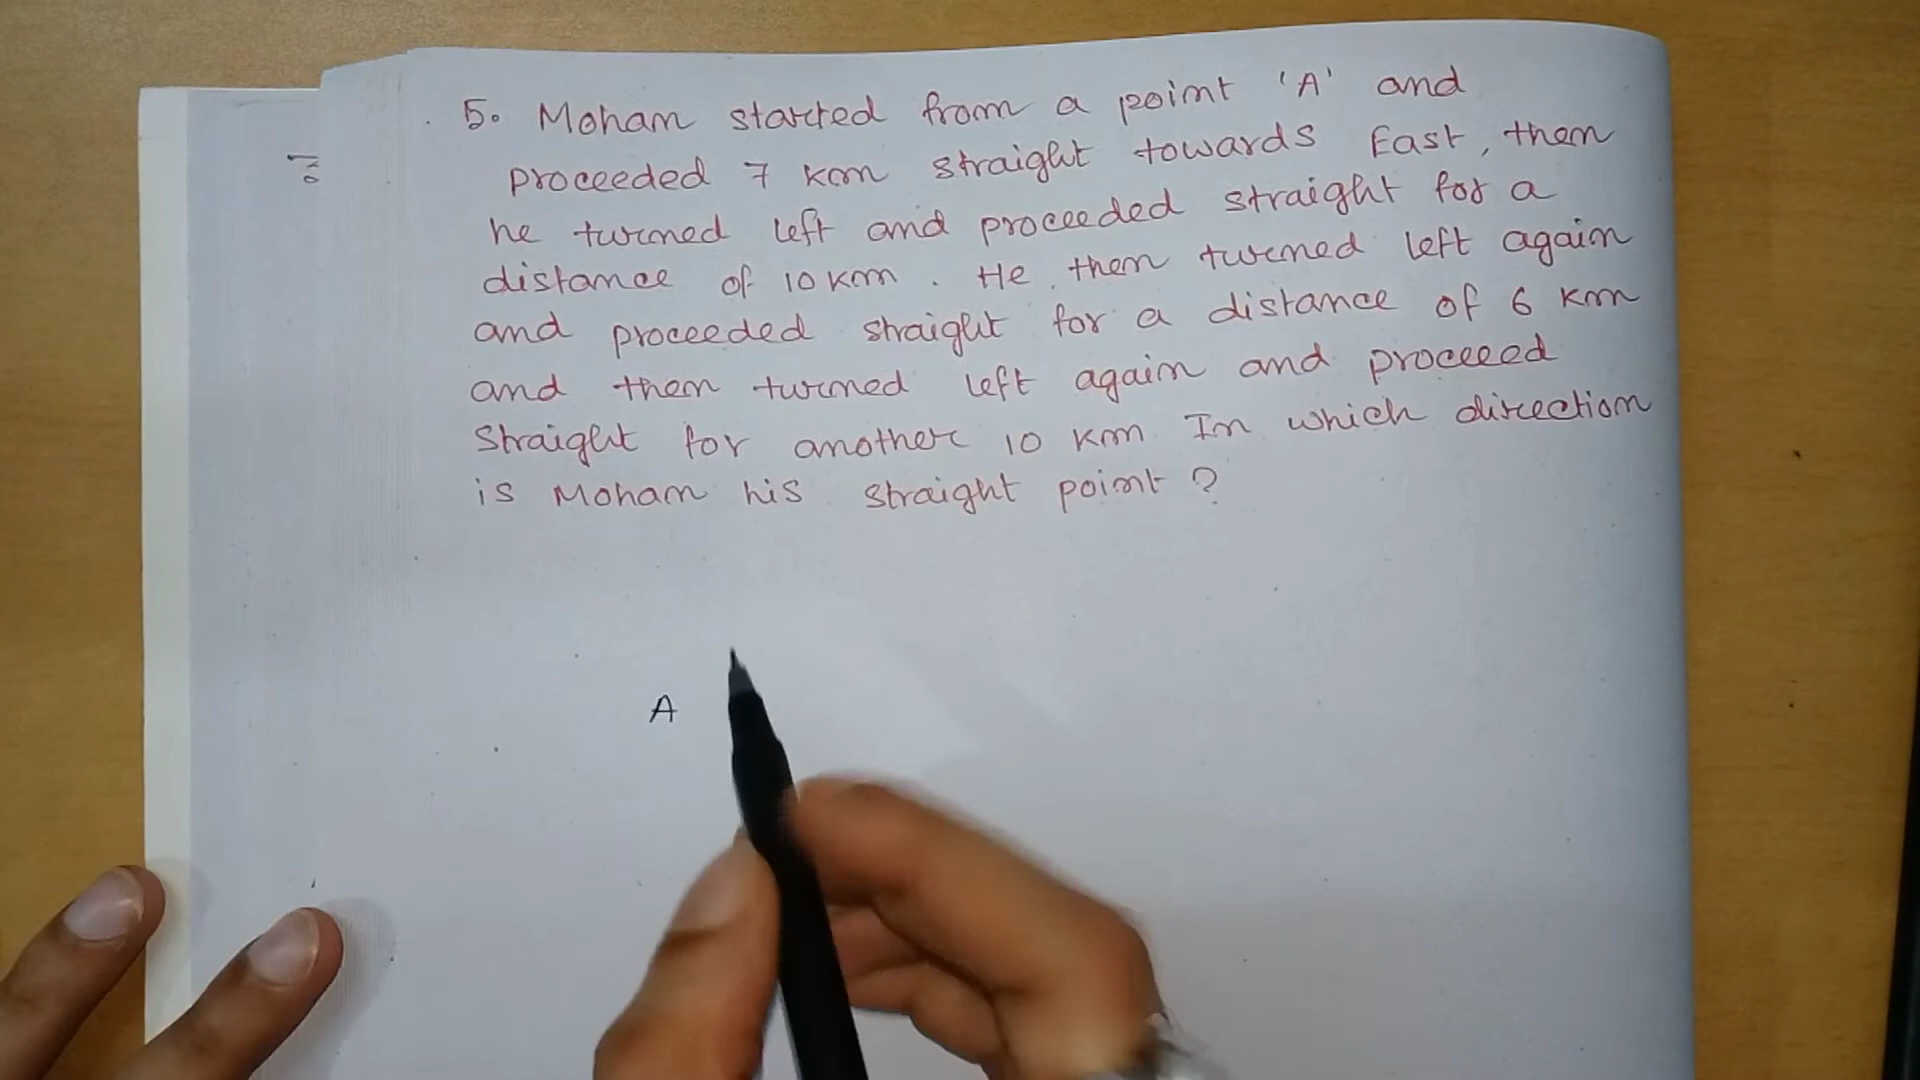 5. Moham started from a point 'A' and
proceeded 7 km straight towards East, then
he turned left and proceeded straight for a
distance of 10 km. He then turned left again
and proceeded straight for a distance of 6 km
and then turned left again and proceed
Straight for another 10 km In which direction
is Moham his straight point ?
A